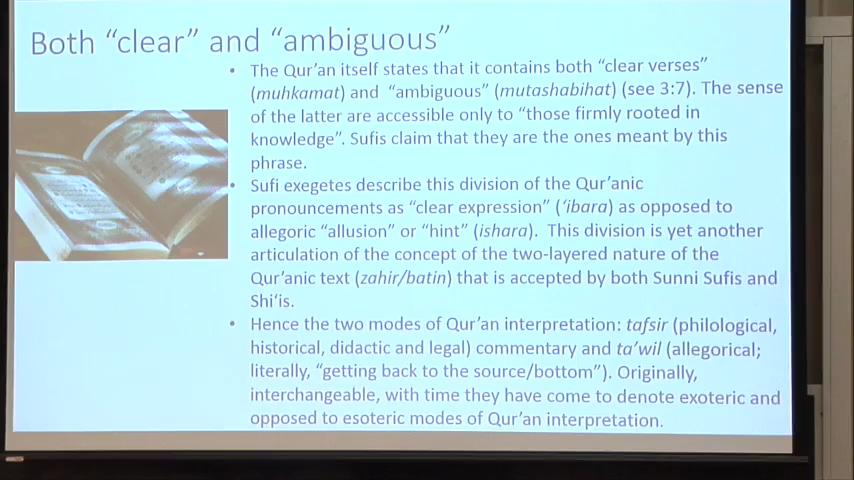 Both “clear” and “ambiguous”
• The Qur’an itself states that it contains both “clear verses”
(muhkamat) and “ambiguous” (mutashabihat) (see 3:7). The sense
of the latter are accessible only to “those firmly rooted in
knowledge”. Sufis claim that they are the ones meant by this
phrase.
• Sufi exegetes describe this division of the Qur’anic
pronouncements as “clear expression” (‘ibara) as opposed to
allegoric “allusion” or “hint” (ishara). This division is yet another
articulation of the concept of the two-layered nature of the
Qur’anic text (zahir/batin) that is accepted by both Sunni Sufis and
Shi‘is.
• Hence the two modes of Qur’an interpretation: tafsir (philological,
historical, didactic and legal) commentary and ta’wil (allegorical;
literally, “getting back to the source/bottom”). Originally,
interchangeable, with time they have come to denote exoteric and
opposed to esoteric modes of Qur’an interpretation.